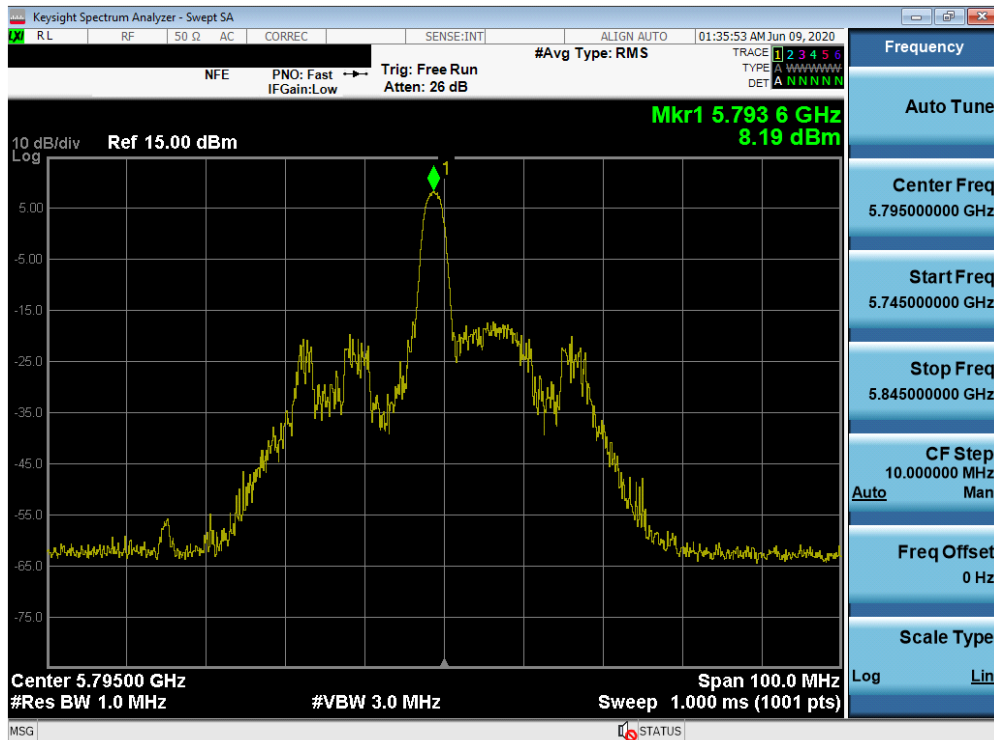 Keysight Spectrum Analyzer - Swept SA
LXI RL RF 50 Ω AC CORREC SENSE:INT ALIGN AUTO 01:35:53 AM Jun 09, 2020
NFE PNO: Fast Trig: Free Run #Avg Type: RMS TRACE 1 2 3 4 5 6
IFGain:Low Atten: 26 dB TYPE A WWWWW
DET A N N N N N
Frequency
Mkr1 5.793 6 GHz
8.19 dBm
10 dB/div Ref 15.00 dBm
Log
1
5.00
-5.00
-15.0
-25.0
-35.0
-45.0
-55.0
-65.0
-75.0
Center 5.79500 GHz Span 100.0 MHz
#Res BW 1.0 MHz #VBW 3.0 MHz Sweep 1.000 ms (1001 pts)
Auto Tune
Center Freq
5.795000000 GHz
Start Freq
5.745000000 GHz
Stop Freq
5.845000000 GHz
CF Step
10.000000 MHz
Auto Man
Freq Offset
0 Hz
Scale Type
Log Lin
MSG STATUS